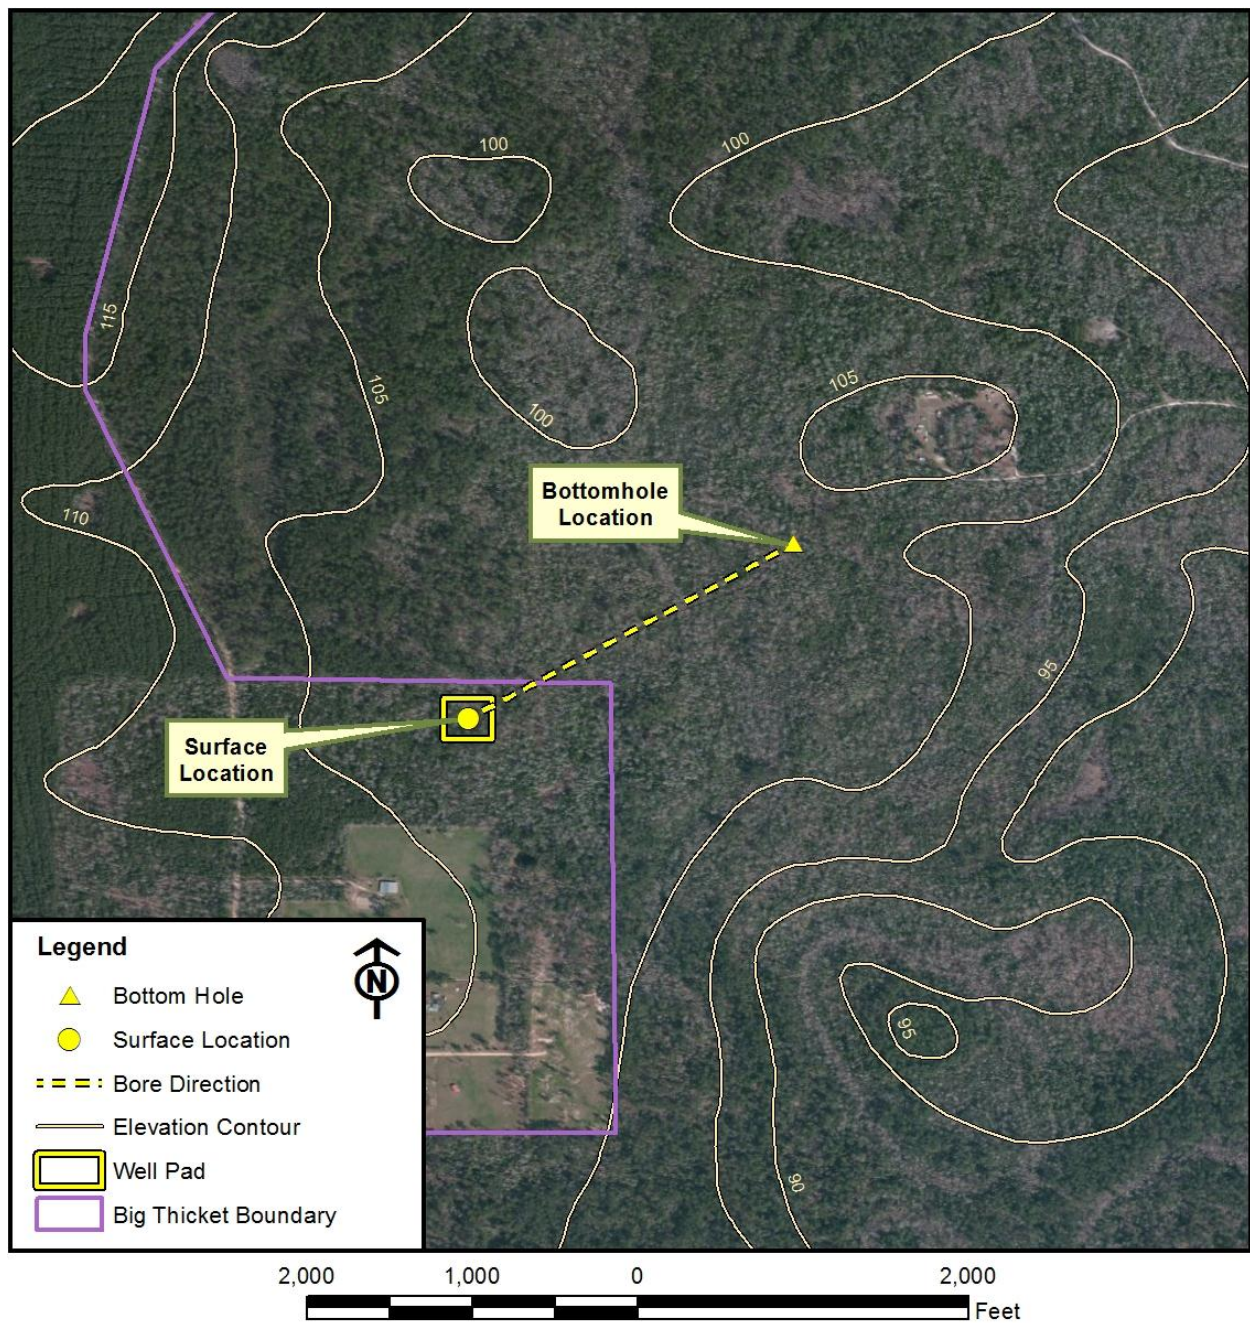 100
100
115
105
105
100
Bottomhole
Location
110
95
Surface
Location
95
90
Legend
N
Bottom Hole
Surface Location
Bore Direction
Elevation Contour
Well Pad
Big Thicket Boundary
2,000 1,000 0 2,000
Feet